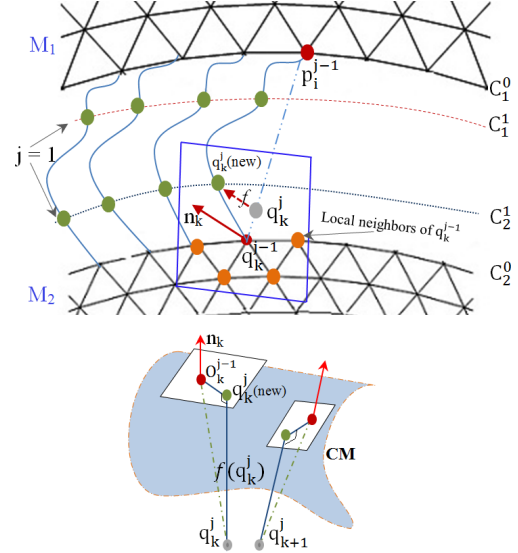 M₁
p_i^{j-1}
C_1^0
C_1^1
j = 1
q_k^j(new)
f
q_k^j
n_k
Local neighbors of q_k^{j-1}
C_2^1
q_k^{j-1}
C_2^0
M₂
n_k
O_k^{j-1}
q_k^j(new)
CM
f(q_k^j)
q_k^j
q_{k+1}^j